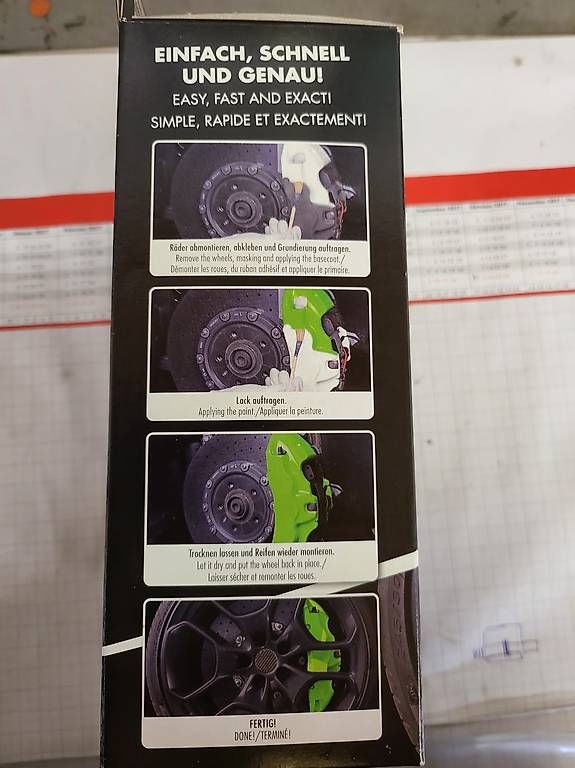 EINFACH, SCHNELL
UND GENAU!
EASY, FAST AND EXACT!
SIMPLE, RAPIDE ET EXACTEMENT!
Räder abmontieren, abkleben und Grundierung auftragen.
Remove the wheels, masking and applying the basecoat./
Démonter les roues, du ruban adhésif et appliquer le primaire.
Lack auftragen.
Applying the paint./Appliquer la peinture.
Trocknen lassen und Reifen wieder montieren.
Let it dry and put the wheel back in place./
Laisser sécher et remonter les roues.
FERTIG!
DONE!/TERMINÉ!